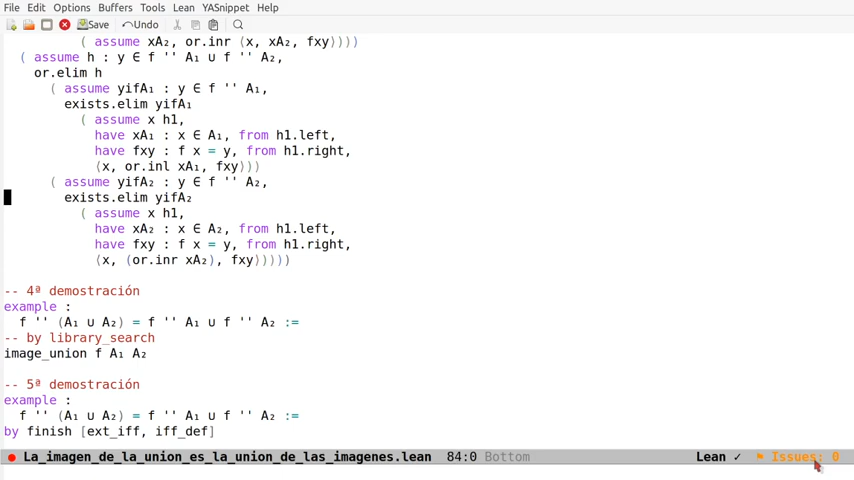 File Edit Options Buffers Tools Lean YASnippet Help
Save Undo
( assume xA₂, or.inr ⟨x, xA₂, fxy⟩)))
( assume h : y ∈ f '' A₁ ∪ f '' A₂,
or.elim h
( assume yifA₁ : y ∈ f '' A₁,
exists.elim yifA₁
( assume x h1,
have xA₁ : x ∈ A₁, from h1.left,
have fxy : f x = y, from h1.right,
⟨x, or.inl xA₁, fxy⟩))
( assume yifA₂ : y ∈ f '' A₂,
exists.elim yifA₂
( assume x h1,
have xA₂ : x ∈ A₂, from h1.left,
have fxy : f x = y, from h1.right,
⟨x, (or.inr xA₂), fxy⟩))))
-- 4ª demostración
example :
f '' (A₁ ∪ A₂) = f '' A₁ ∪ f '' A₂ :=
-- by library_search
image_union f A₁ A₂
-- 5ª demostración
example :
f '' (A₁ ∪ A₂) = f '' A₁ ∪ f '' A₂ :=
by finish [ext_iff, iff_def]
La_imagen_de_la_union_es_la_union_de_las_imagenes.lean 84:0 Bottom Lean ✓ Issues: 0